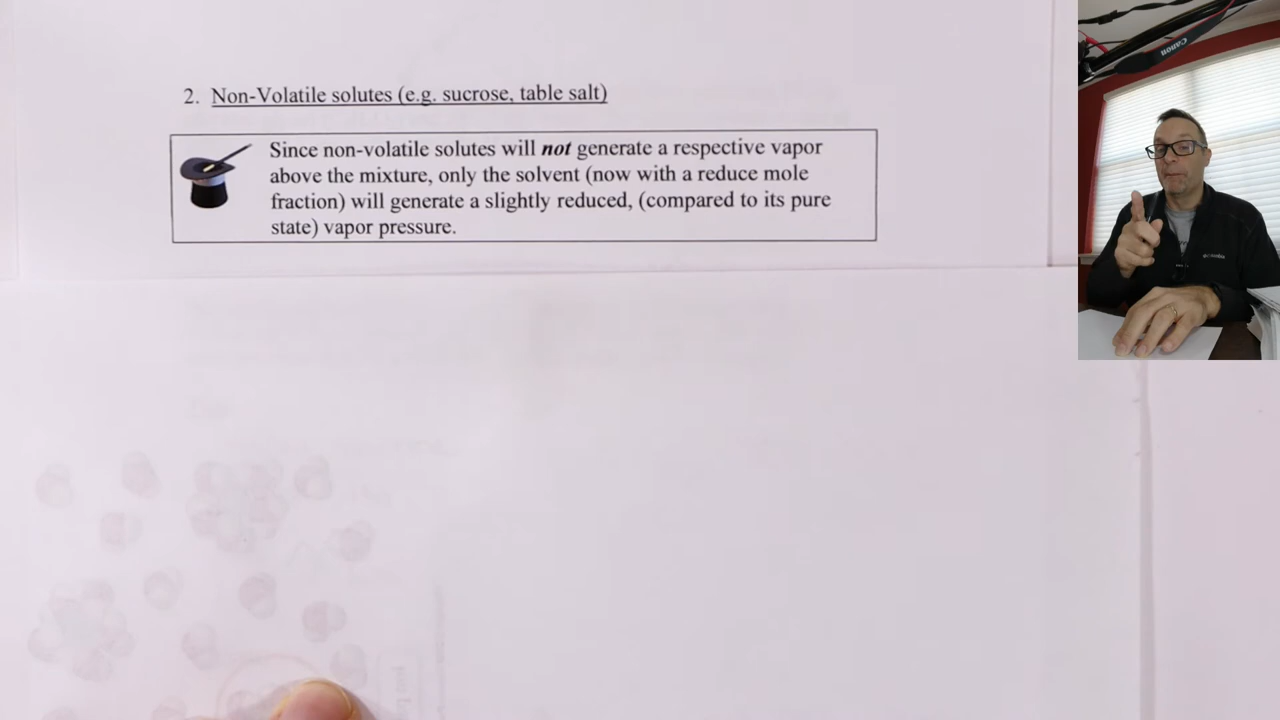 2. Non-Volatile solutes (e.g. sucrose, table salt)
Since non-volatile solutes will not generate a respective vapor
above the mixture, only the solvent (now with a reduce mole
fraction) will generate a slightly reduced, (compared to its pure
state) vapor pressure.
Canon
Columbia